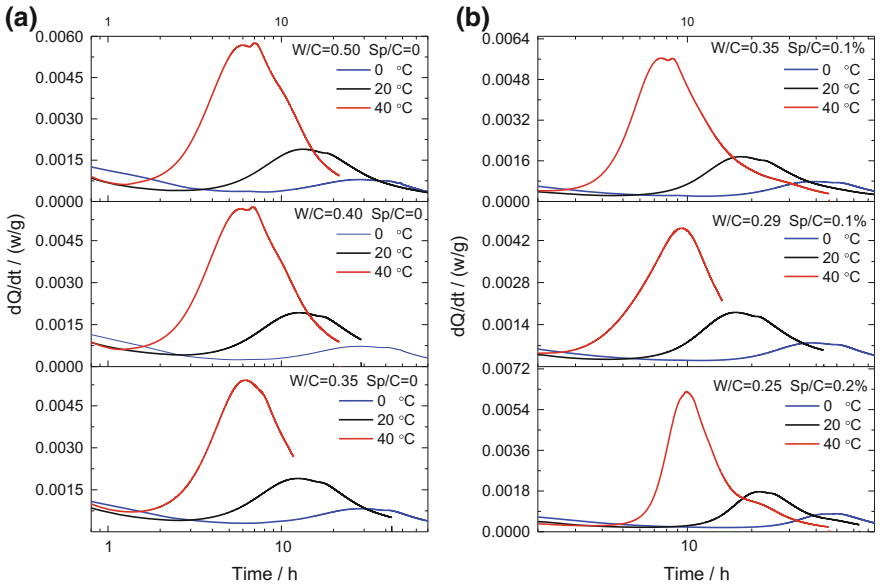 (a)
1 10
dQ/dt / (w/g)
0.0060
0.0045
0.0030
0.0015
0.0000
W/C=0.50 Sp/C=0
0 °C
20 °C
40 °C
0.0045
0.0030
0.0015
0.0000
W/C=0.40 Sp/C=0
0 °C
20 °C
40 °C
0.0045
0.0030
0.0015
W/C=0.35 Sp/C=0
0 °C
20 °C
40 °C
1 10
Time / h
(b)
10
dQ/dt / (w/g)
0.0064
0.0048
0.0032
0.0016
0.0000
W/C=0.35 Sp/C=0.1%
0 °C
20 °C
40 °C
0.0042
0.0028
0.0014
0.0000
W/C=0.29 Sp/C=0.1%
0 °C
20 °C
40 °C
0.0072
0.0054
0.0036
0.0018
0.0000
W/C=0.25 Sp/C=0.2%
0 °C
20 °C
40 °C
10
Time / h